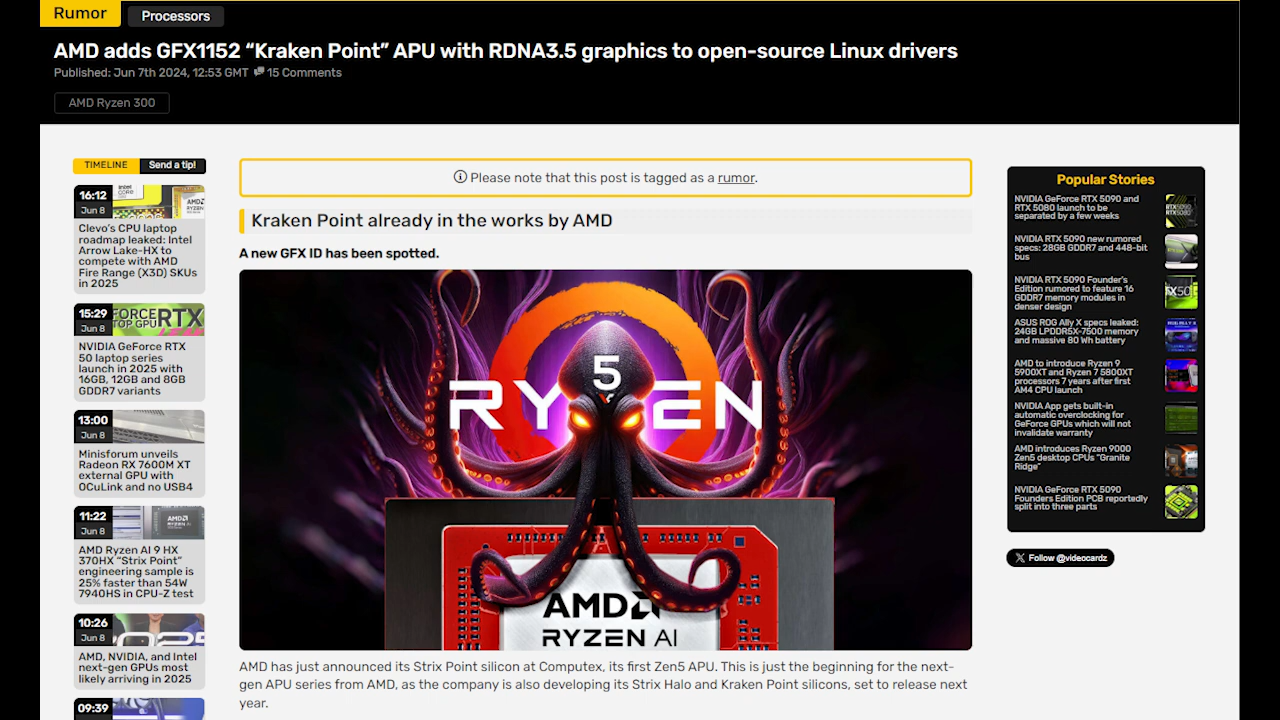 Rumor
Processors
AMD adds GFX1152 “Kraken Point” APU with RDNA3.5 graphics to open-source Linux drivers
Published: Jun 7th 2024, 12:53 GMT 15 Comments
AMD Ryzen 300
TIMELINE
Send a tip!
16:12
Jun 8
Clevo’s CPU laptop
roadmap leaked: Intel
Arrow Lake-HX to
compete with AMD
Fire Range (X3D) SKUs
in 2025
15:29
Jun 8
FORCE RTX
TOP GPU
NVIDIA GeForce RTX
50 laptop series
launch in 2025 with
16GB, 12GB and 8GB
GDDR7 variants
13:00
Jun 8
Minisforum unveils
Radeon RX 7600M XT
external GPU with
OCuLink and no USB4
11:22
Jun 8
AMD
RYZEN AI
AMD Ryzen AI 9 HX
370HX “Strix Point”
engineering sample is
25% faster than 54W
7940HS in CPU-Z test
10:26
Jun 8
AMD, NVIDIA, and Intel
next-gen GPUs most
likely arriving in 2025
09:39
Please note that this post is tagged as a rumor.
Kraken Point already in the works by AMD
A new GFX ID has been spotted.
5
RYZEN
AMD
RYZEN AI
AMD has just announced its Strix Point silicon at Computex, its first Zen5 APU. This is just the beginning for the next-
gen APU series from AMD, as the company is also developing its Strix Halo and Kraken Point silicons, set to release next
year.
Popular Stories
NVIDIA GeForce RTX 5090 and
RTX 5080 launch to be
separated by a few weeks
NVIDIA RTX 5090 new rumored
specs: 28GB GDDR7 and 448-bit
bus
NVIDIA RTX 5090 Founder’s
Edition rumored to feature 16
GDDR7 memory modules in
denser design
ASUS ROG Ally X specs leaked:
24GB LPDDR5X-7500 memory
and massive 80 Wh battery
AMD to introduce Ryzen 9
5900XT and Ryzen 7 5800XT
processors 7 years after first
AM4 CPU launch
NVIDIA App gets built-in
automatic overclocking for
GeForce GPUs which will not
invalidate warranty
AMD introduces Ryzen 9000
Zen5 desktop CPUs “Granite
Ridge”
NVIDIA GeForce RTX 5090
Founders Edition PCB reportedly
split into three parts
Follow @videocardz